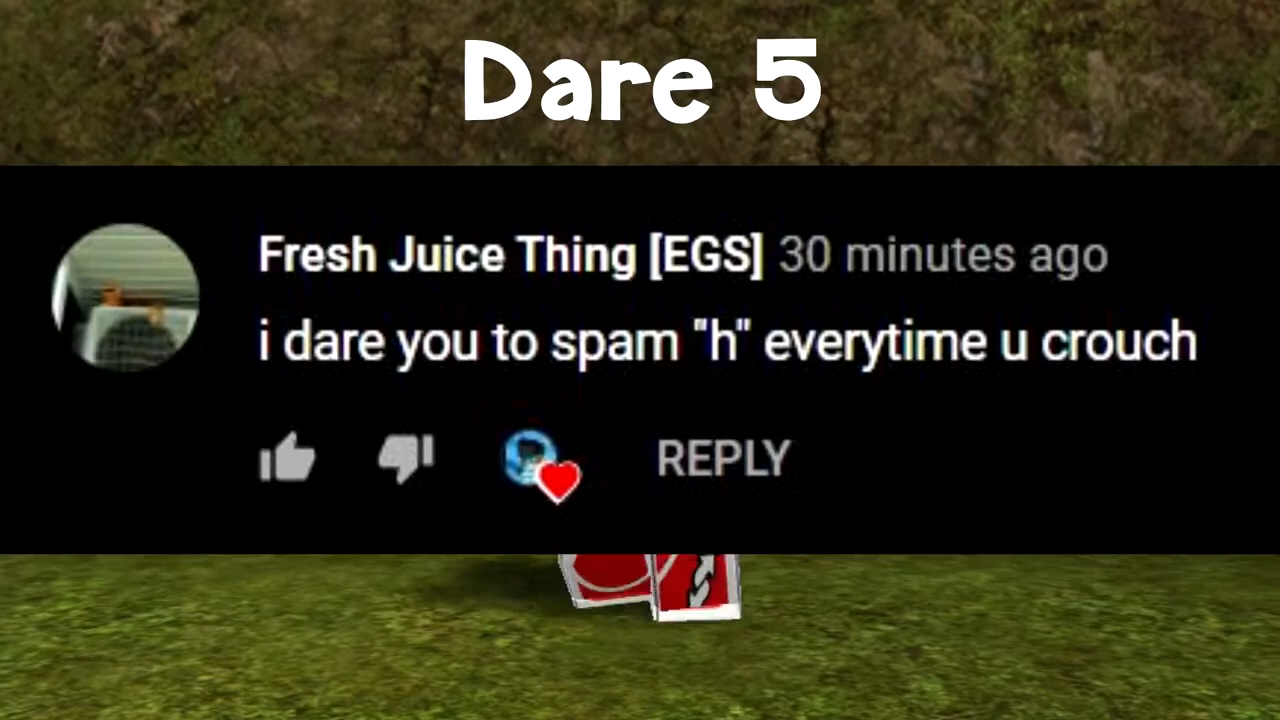 Dare 5
Fresh Juice Thing [EGS] 30 minutes ago
i dare you to spam "h" everytime u crouch
REPLY